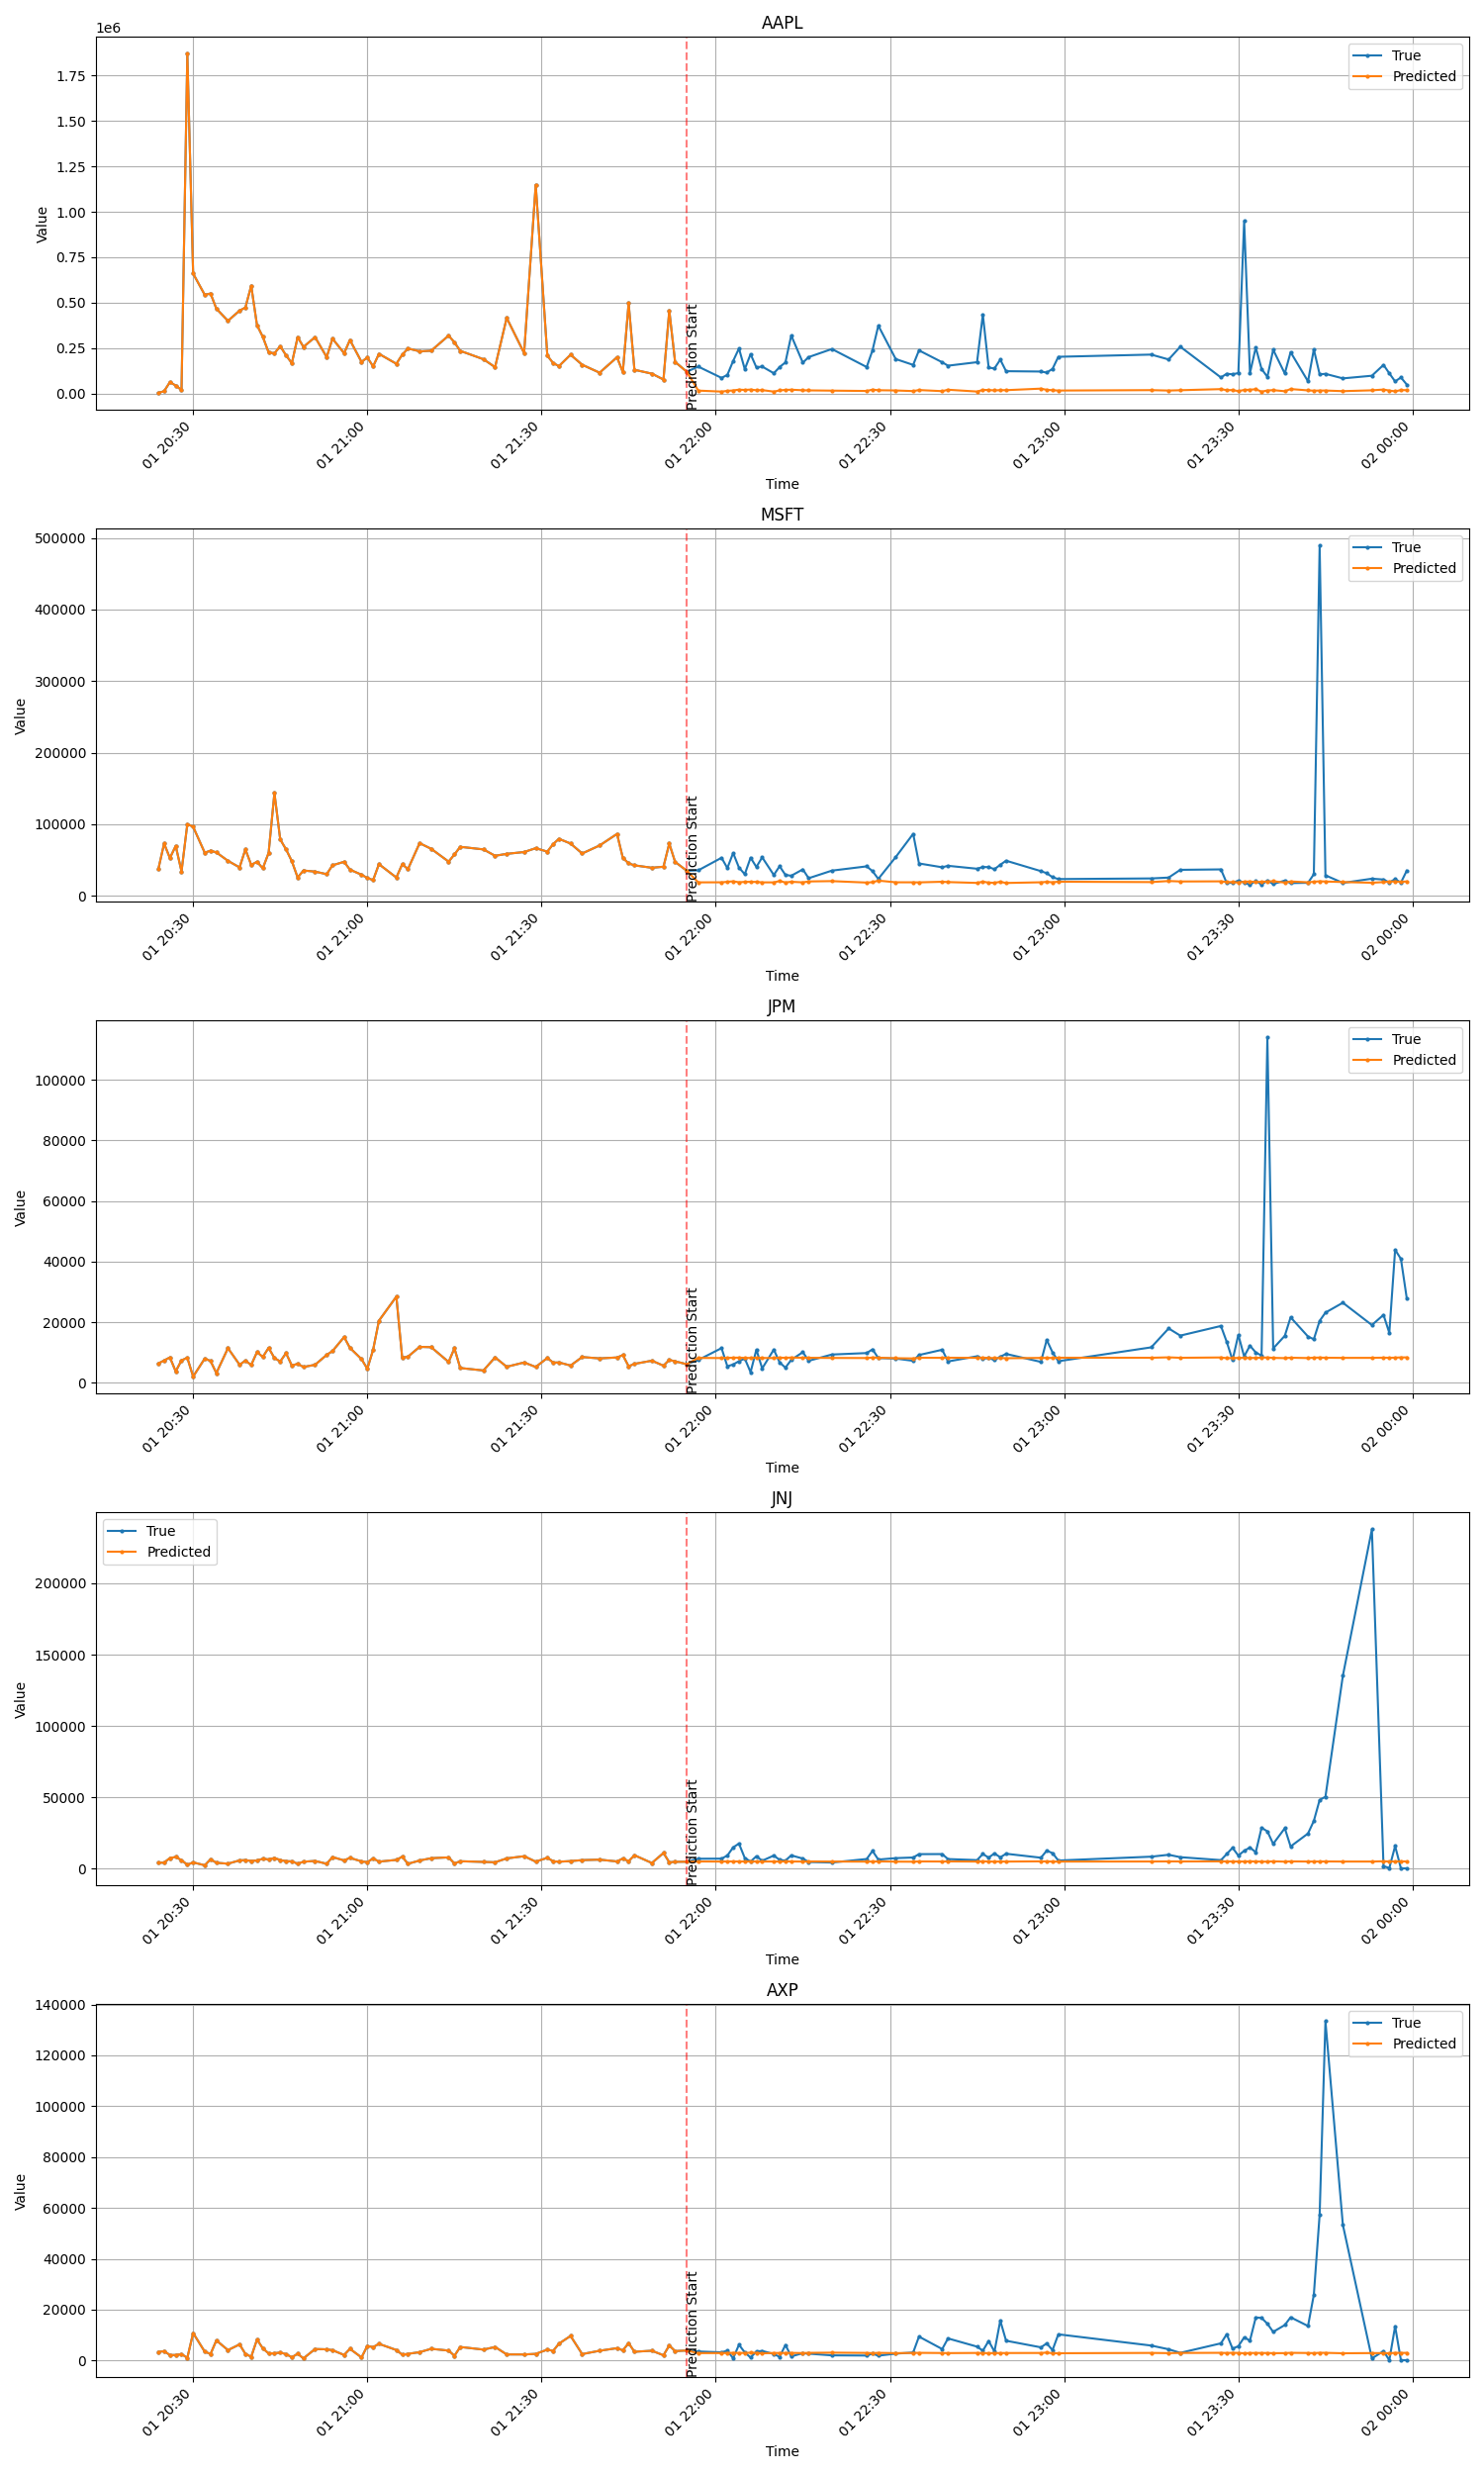 AAPL
1e6
1.75
1.50
1.25
1.00
0.75
0.50
0.25
0.00
Value
True
Predicted
Prediction Start
01 20:30
01 21:00
01 21:30
01 22:00
01 22:30
01 23:00
01 23:30
02 00:00
Time
MSFT
500000
400000
300000
200000
100000
0
Value
True
Predicted
Prediction Start
01 20:30
01 21:00
01 21:30
01 22:00
01 22:30
01 23:00
01 23:30
02 00:00
Time
JPM
100000
80000
60000
40000
20000
0
Value
True
Predicted
Prediction Start
01 20:30
01 21:00
01 21:30
01 22:00
01 22:30
01 23:00
01 23:30
02 00:00
Time
JNJ
200000
150000
100000
50000
0
Value
True
Predicted
Prediction Start
01 20:30
01 21:00
01 21:30
01 22:00
01 22:30
01 23:00
01 23:30
02 00:00
Time
AXP
140000
120000
100000
80000
60000
40000
20000
0
Value
True
Predicted
Prediction Start
01 20:30
01 21:00
01 21:30
01 22:00
01 22:30
01 23:00
01 23:30
02 00:00
Time